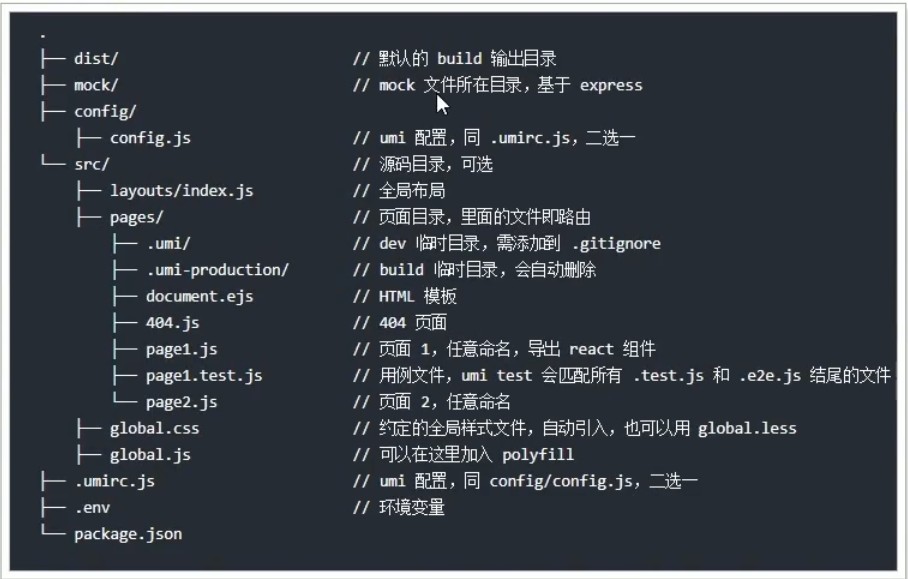 .
├── dist/                          // 默认的 build 输出目录
├── mock/                          // mock 文件所在目录，基于 express
├── config/
    ├── config.js                  // umi 配置，同 .umirc.js，二选一
└── src/                           // 源码目录，可选
    ├── layouts/index.js           // 全局布局
    ├── pages/                     // 页面目录，里面的文件即路由
        ├── .umi/                  // dev 临时目录，需添加到 .gitignore
        ├── .umi-production/       // build 临时目录，会自动删除
        ├── document.ejs           // HTML 模板
        ├── 404.js                 // 404 页面
        ├── page1.js               // 页面 1，任意命名，导出 react 组件
        ├── page1.test.js          // 用例文件，umi test 会匹配所有 .test.js 和 .e2e.js 结尾的文件
        └── page2.js               // 页面 2，任意命名
    ├── global.css                 // 约定的全局样式文件，自动引入，也可以用 global.less
    ├── global.js                  // 可以在这里加入 polyfill
├── .umirc.js                      // umi 配置，同 config/config.js，二选一
├── .env                           // 环境变量
└── package.json